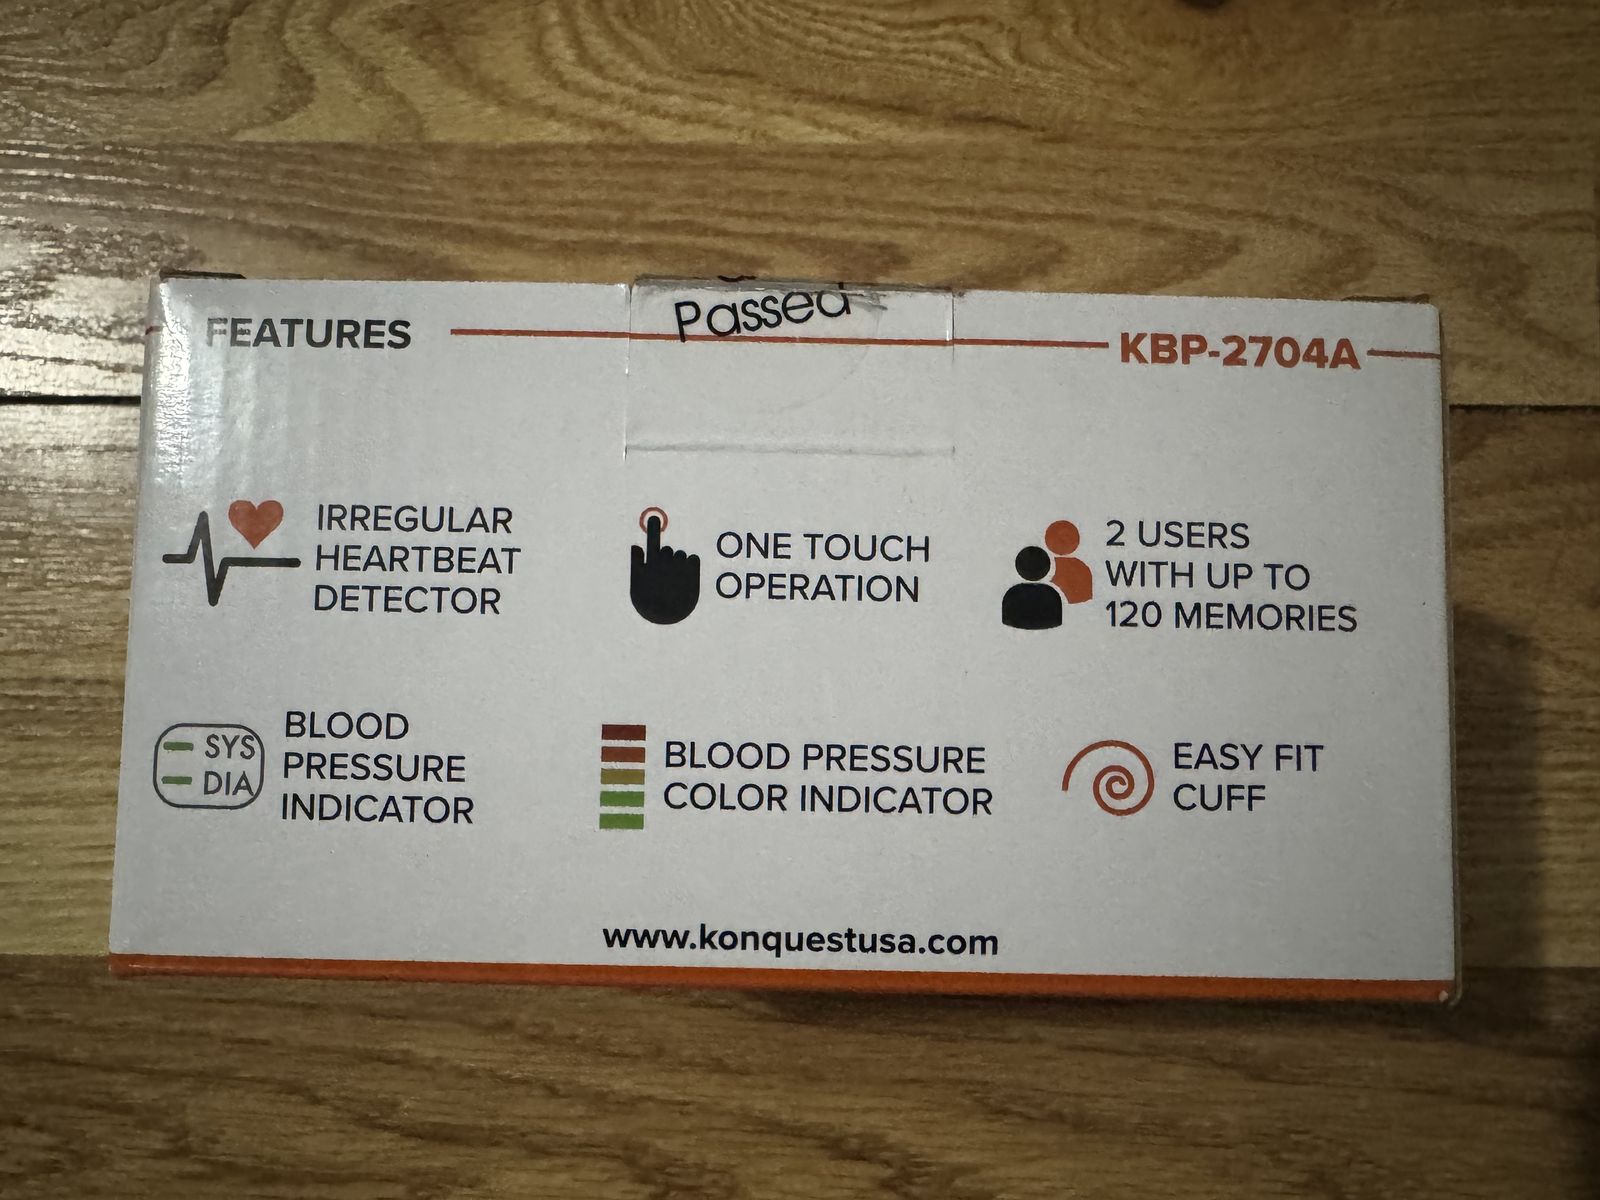 Passed
FEATURES
KBP-2704A
IRREGULAR
HEARTBEAT
DETECTOR
ONE TOUCH
OPERATION
2 USERS
WITH UP TO
120 MEMORIES
SYS
DIA
BLOOD
PRESSURE
INDICATOR
BLOOD PRESSURE
COLOR INDICATOR
EASY FIT
CUFF
www.konquestusa.com